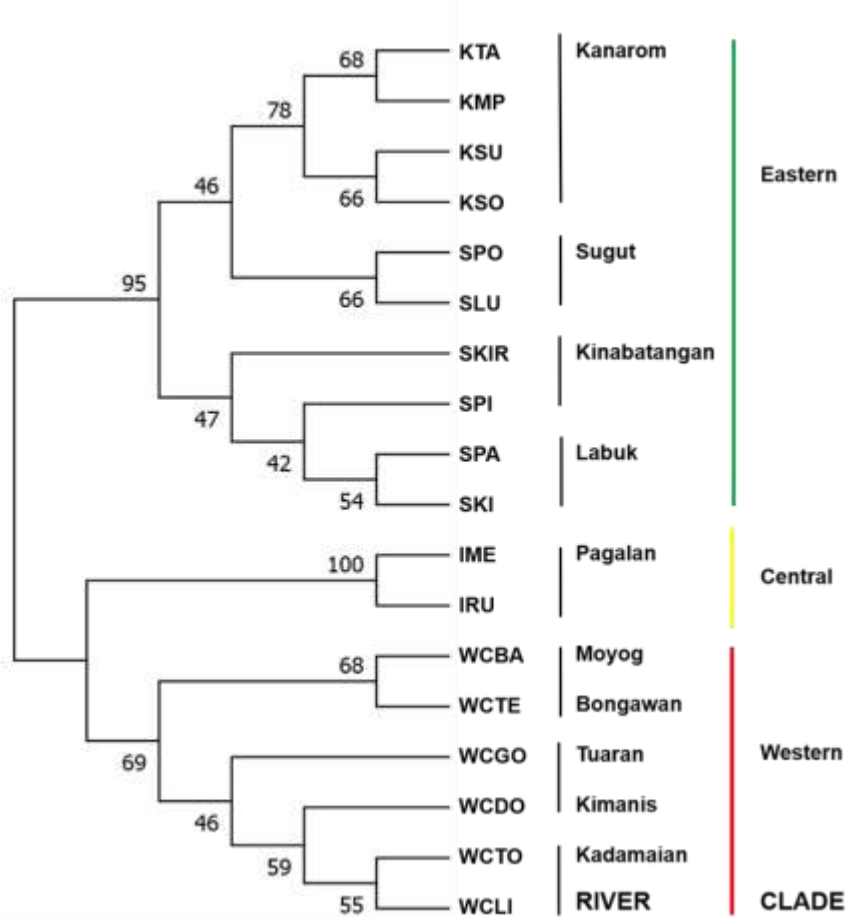 68 KTA Kanarom
KMP
78
KSU
Eastern
46
66 KSO
SPO Sugut
95
66 SLU
SKIR Kinabatangan
47 SPI
42 SPA Labuk
54 SKI
100 IME Pagalan
Central
IRU
68 WCBA Moyog
WCTE Bongawan
69 WCGO Tuaran Western
46 WCDO Kimanis
59 WCTO Kadamaian
55 WCLI RIVER CLADE